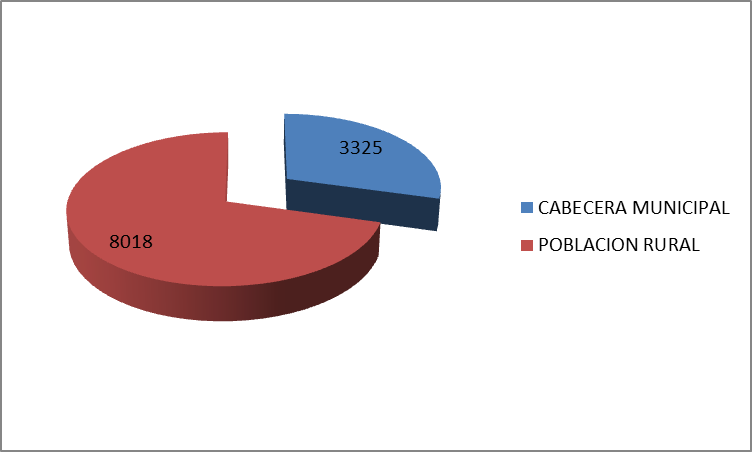 3325
8018
CABECERA MUNICIPAL
POBLACION RURAL